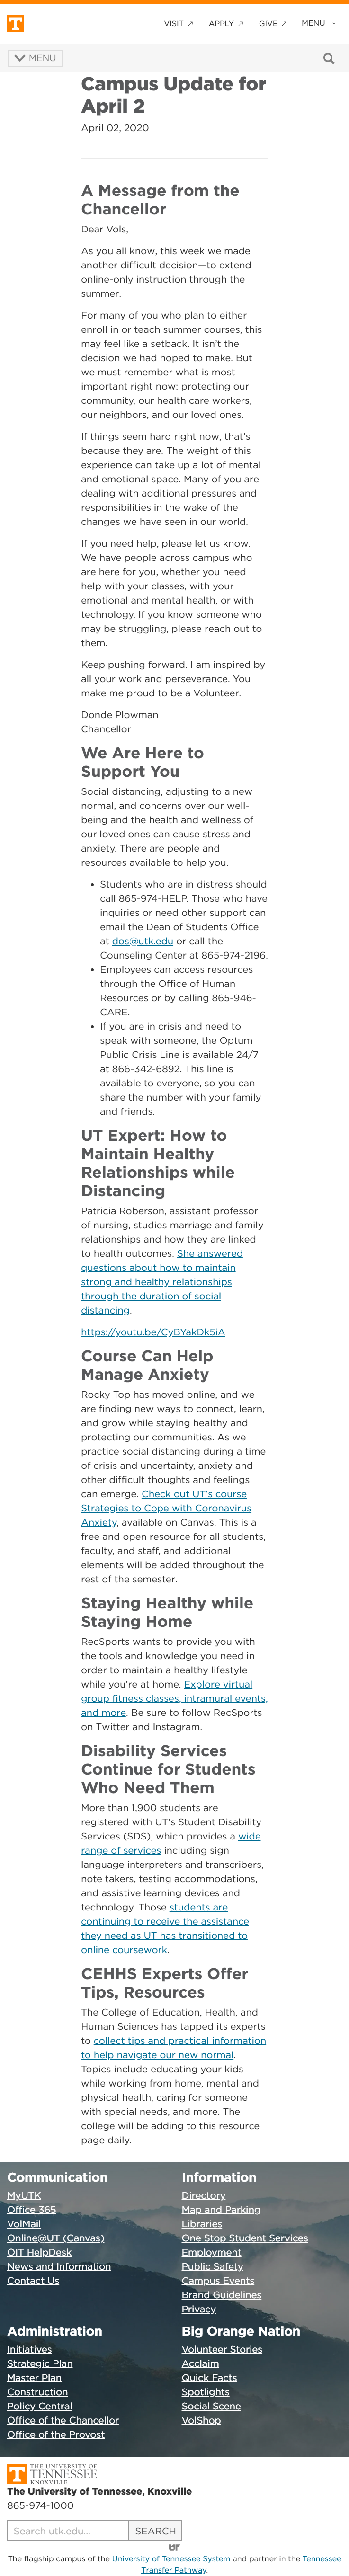 T
VISIT ↗ APPLY ↗ GIVE ↗ MENU
MENU
Campus Update for
April 2
April 02, 2020
A Message from the
Chancellor
Dear Vols,
As you all know, this week we made
another difficult decision—to extend
online-only instruction through the
summer.
For many of you who plan to either
enroll in or teach summer courses, this
may feel like a setback. It isn't the
decision we had hoped to make. But
we must remember what is most
important right now: protecting our
community, our health care workers,
our neighbors, and our loved ones.
If things seem hard right now, that's
because they are. The weight of this
experience can take up a lot of mental
and emotional space. Many of you are
dealing with additional pressures and
responsibilities in the wake of the
changes we have seen in our world.
If you need help, please let us know.
We have people across campus who
are here for you, whether you need
help with your classes, with your
emotional and mental health, or with
technology. If you know someone who
may be struggling, please reach out to
them.
Keep pushing forward. I am inspired by
all your work and perseverance. You
make me proud to be a Volunteer.
Donde Plowman
Chancellor
We Are Here to
Support You
Social distancing, adjusting to a new
normal, and concerns over our well-
being and the health and wellness of
our loved ones can cause stress and
anxiety. There are people and
resources available to help you.
• Students who are in distress should
call 865-974-HELP. Those who have
inquiries or need other support can
email the Dean of Students Office
at dos@utk.edu or call the
Counseling Center at 865-974-2196.
• Employees can access resources
through the Office of Human
Resources or by calling 865-946-
CARE.
• If you are in crisis and need to
speak with someone, the Optum
Public Crisis Line is available 24/7
at 866-342-6892. This line is
available to everyone, so you can
share the number with your family
and friends.
UT Expert: How to
Maintain Healthy
Relationships while
Distancing
Patricia Roberson, assistant professor
of nursing, studies marriage and family
relationships and how they are linked
to health outcomes. She answered
questions about how to maintain
strong and healthy relationships
through the duration of social
distancing.
https://youtu.be/CyBYakDk5iA
Course Can Help
Manage Anxiety
Rocky Top has moved online, and we
are finding new ways to connect, learn,
and grow while staying healthy and
protecting our communities. As we
practice social distancing during a time
of crisis and uncertainty, anxiety and
other difficult thoughts and feelings
can emerge. Check out UT's course
Strategies to Cope with Coronavirus
Anxiety, available on Canvas. This is a
free and open resource for all students,
faculty, and staff, and additional
elements will be added throughout the
rest of the semester.
Staying Healthy while
Staying Home
RecSports wants to provide you with
the tools and knowledge you need in
order to maintain a healthy lifestyle
while you're at home. Explore virtual
group fitness classes, intramural events,
and more. Be sure to follow RecSports
on Twitter and Instagram.
Disability Services
Continue for Students
Who Need Them
More than 1,900 students are
registered with UT's Student Disability
Services (SDS), which provides a wide
range of services including sign
language interpreters and transcribers,
note takers, testing accommodations,
and assistive learning devices and
technology. Those students are
continuing to receive the assistance
they need as UT has transitioned to
online coursework.
CEHHS Experts Offer
Tips, Resources
The College of Education, Health, and
Human Sciences has tapped its experts
to collect tips and practical information
to help navigate our new normal.
Topics include educating your kids
while working from home, mental and
physical health, caring for someone
with special needs, and more. The
college will be adding to this resource
page daily.
Communication
MyUTK
Office 365
VolMail
Online@UT (Canvas)
OIT HelpDesk
News and Information
Contact Us
Information
Directory
Map and Parking
Libraries
One Stop Student Services
Employment
Public Safety
Campus Events
Brand Guidelines
Privacy
Administration
Initiatives
Strategic Plan
Master Plan
Construction
Policy Central
Office of the Chancellor
Office of the Provost
Big Orange Nation
Volunteer Stories
Acclaim
Quick Facts
Spotlights
Social Scene
VolShop
T THE UNIVERSITY OF
TENNESSEE
KNOXVILLE
The University of Tennessee, Knoxville
865-974-1000
Search utk.edu... SEARCH
UT
The flagship campus of the University of Tennessee System and partner in the Tennessee
Transfer Pathway.